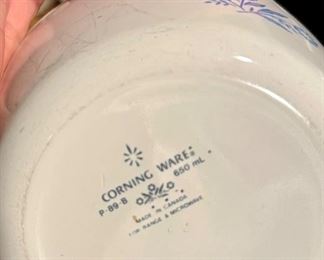 CORNING WARE
P-89-B 650 mL
MADE IN CANADA
FOR RANGE & MICROWAVE